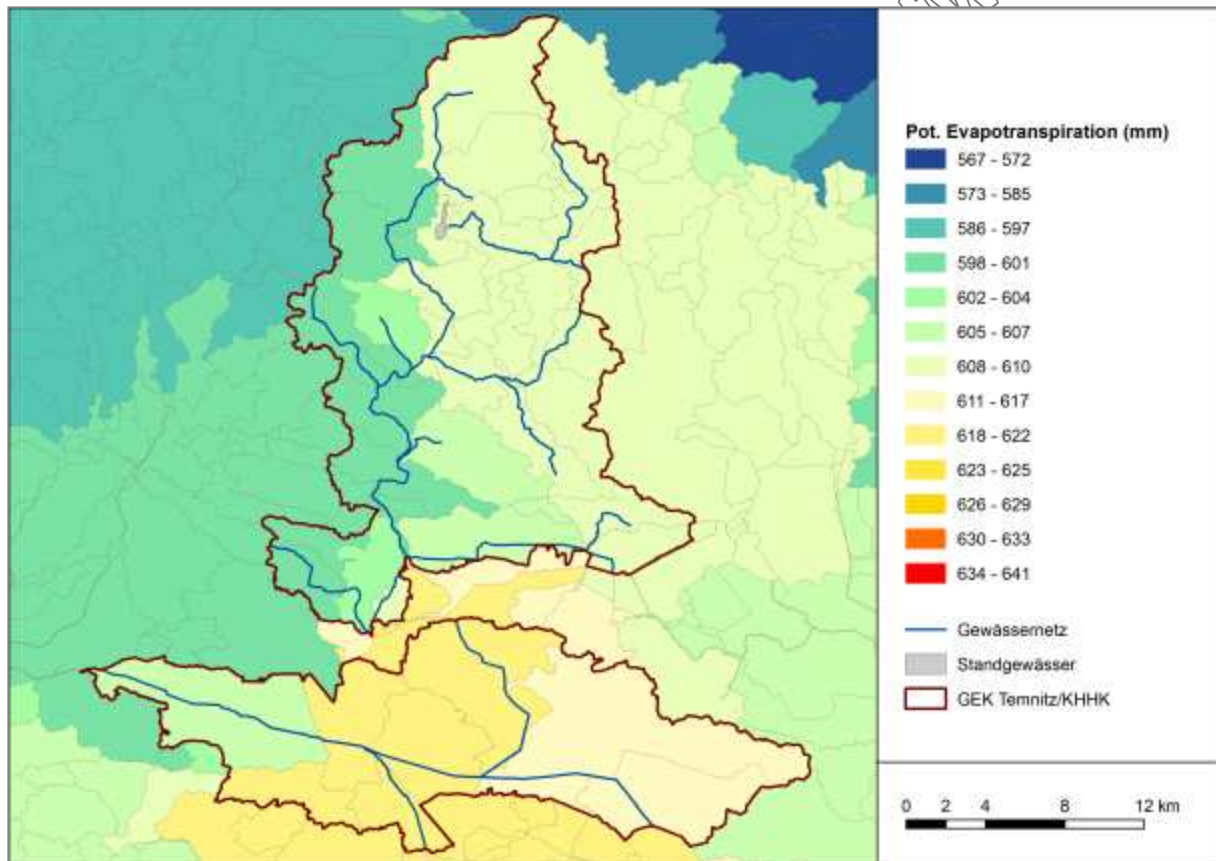 Pot. Evapotranspiration (mm)
567 - 572
573 - 585
586 - 597
598 - 601
602 - 604
605 - 607
608 - 610
611 - 617
618 - 622
623 - 625
626 - 629
630 - 633
634 - 641
Gewässernetz
Standgewässer
GEK Temnitz/KHHK
0 2 4 8 12 km